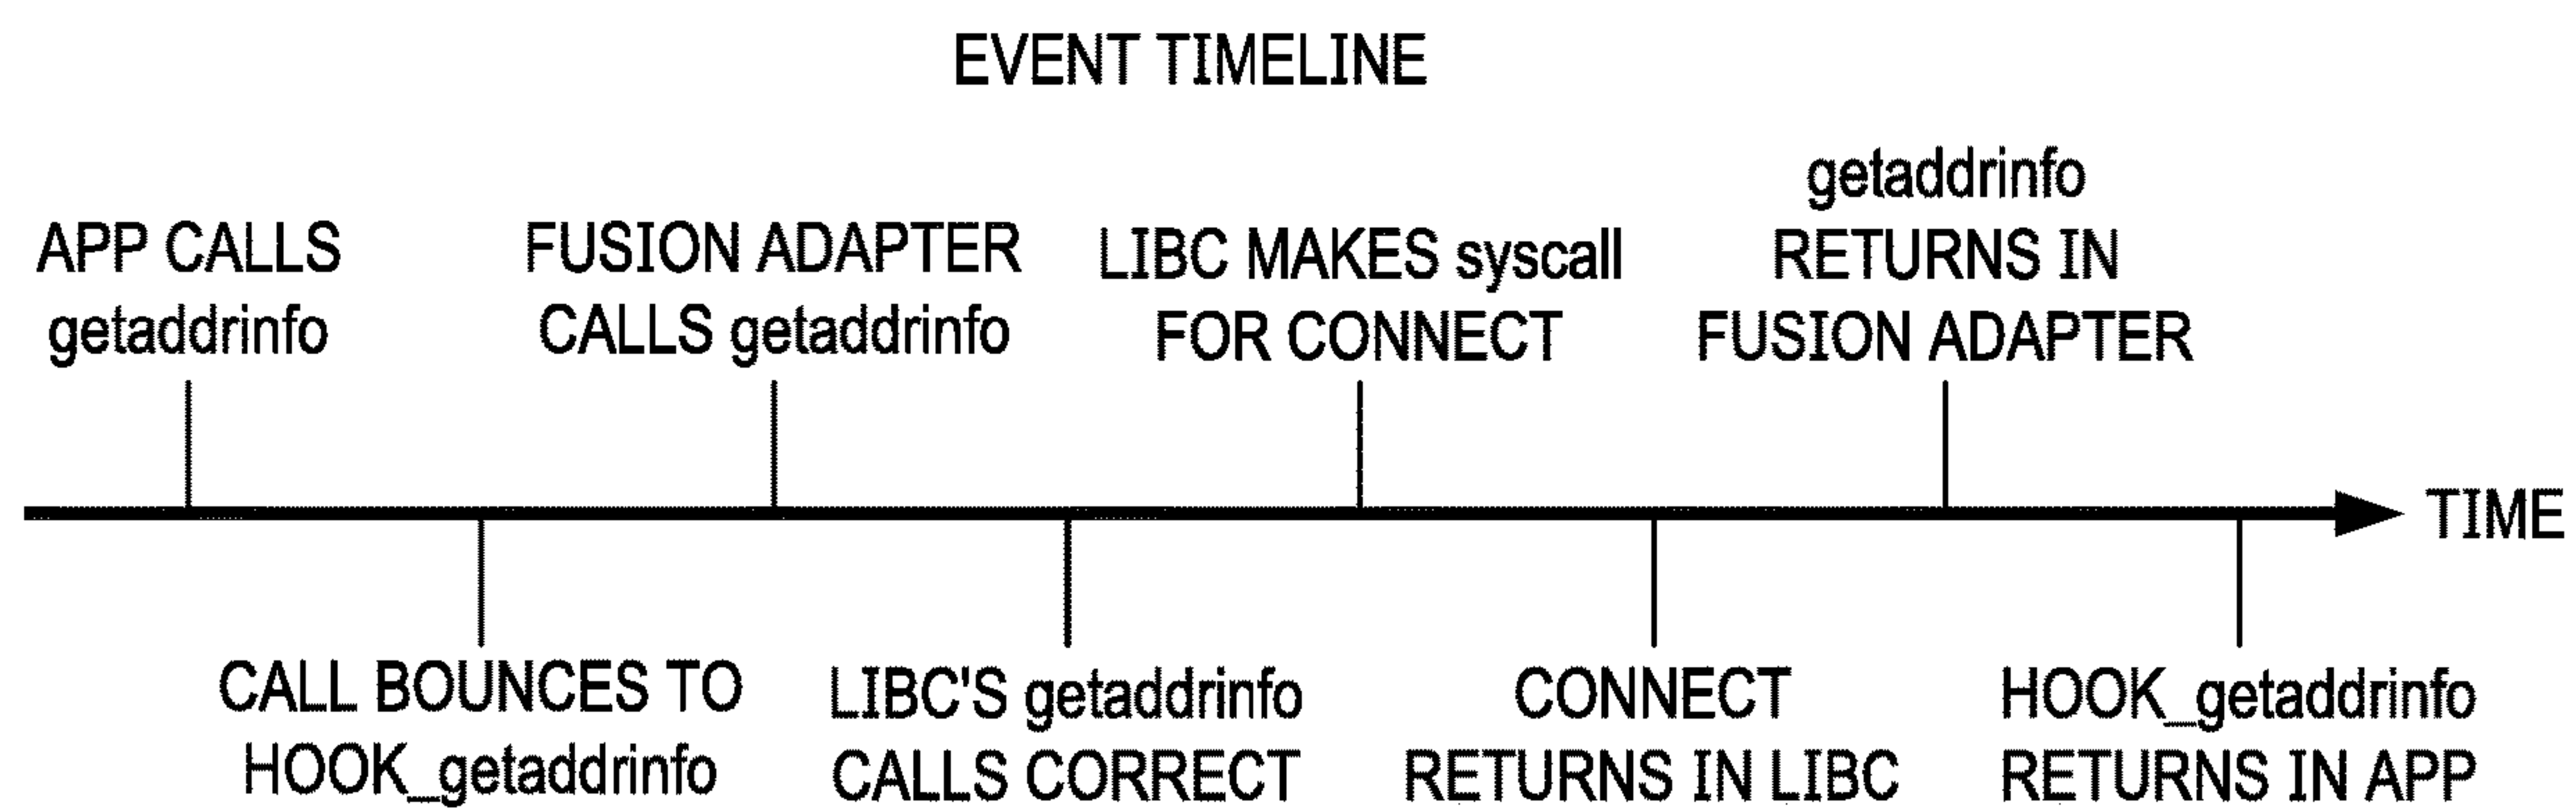 EVENT TIMELINE
APP CALLS
getaddrinfo
CALL BOUNCES TO
HOOK_getaddrinfo
FUSION ADAPTER
CALLS getaddrinfo
LIBC'S getaddrinfo
CALLS CORRECT
LIBC MAKES syscall
FOR CONNECT
CONNECT
RETURNS IN LIBC
getaddrinfo
RETURNS IN
FUSION ADAPTER
HOOK_getaddrinfo
RETURNS IN APP
TIME